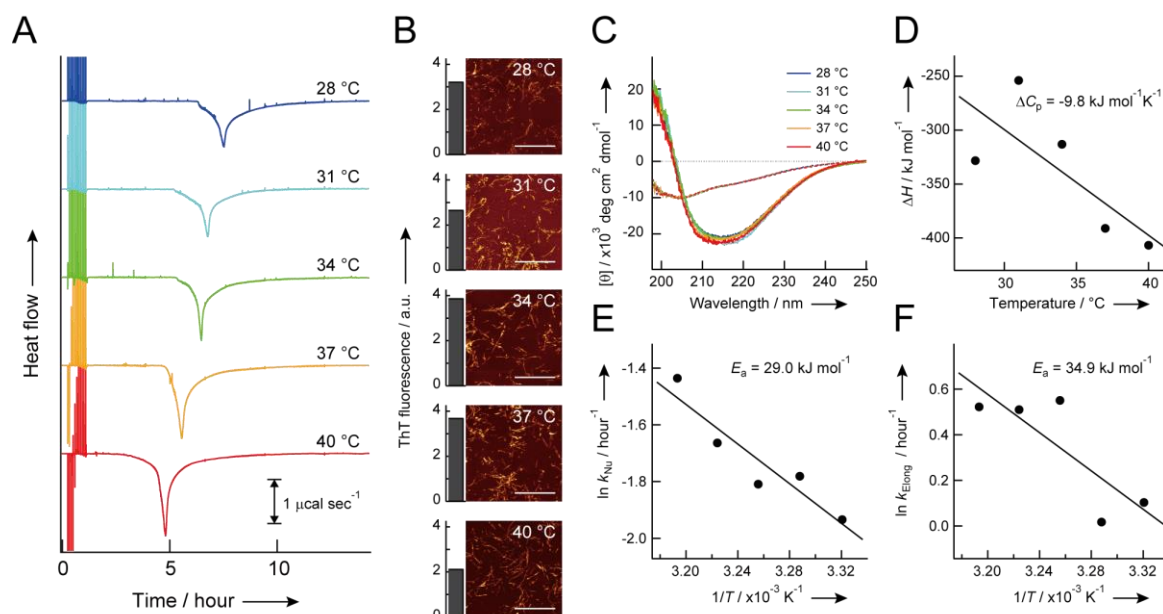 A
28 °C
31 °C
34 °C
37 °C
40 °C
1 μcal sec⁻¹
Heat flow
0 5 10
Time / hour
B
ThT fluorescence / a.u.
4
2
0
28 °C
4
2
0
31 °C
4
2
0
34 °C
4
2
0
37 °C
4
2
0
40 °C
C
[θ] / x10³ deg cm² dmol⁻¹
20
10
0
-10
-20
28 °C
31 °C
34 °C
37 °C
40 °C
200 210 220 230 240 250
Wavelength / nm
D
ΔH / kJ mol⁻¹
-250
-300
-350
-400
ΔCp = -9.8 kJ mol⁻¹K⁻¹
30 35 40
Temperature / °C
E
ln kNu / hour⁻¹
-1.4
-1.6
-1.8
-2.0
Ea = 29.0 kJ mol⁻¹
3.20 3.24 3.28 3.32
1/T / x10⁻³ K⁻¹
F
ln kElong / hour⁻¹
0.6
0.4
0.2
0.0
Ea = 34.9 kJ mol⁻¹
3.20 3.24 3.28 3.32
1/T / x10⁻³ K⁻¹